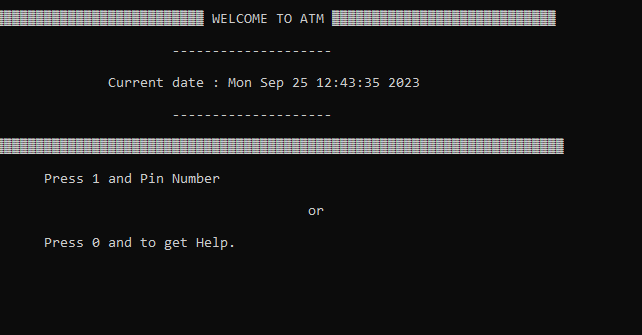 WELCOME TO ATM
--------------------
Current date : Mon Sep 25 12:43:35 2023
--------------------
Press 1 and Pin Number
or
Press 0 and to get Help.